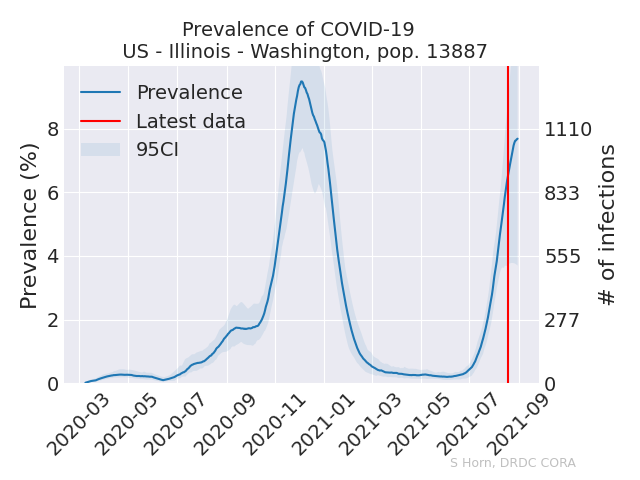 Prevalence of COVID-19
US - Illinois - Washington, pop. 13887
Prevalence
Latest data
95CI
Prevalence (%)
8
6
4
2
0
1110
833
555
277
0
# of infections
2020-03
2020-05
2020-07
2020-09
2020-11
2021-01
2021-03
2021-05
2021-07
2021-09
S Horn, DRDC CORA